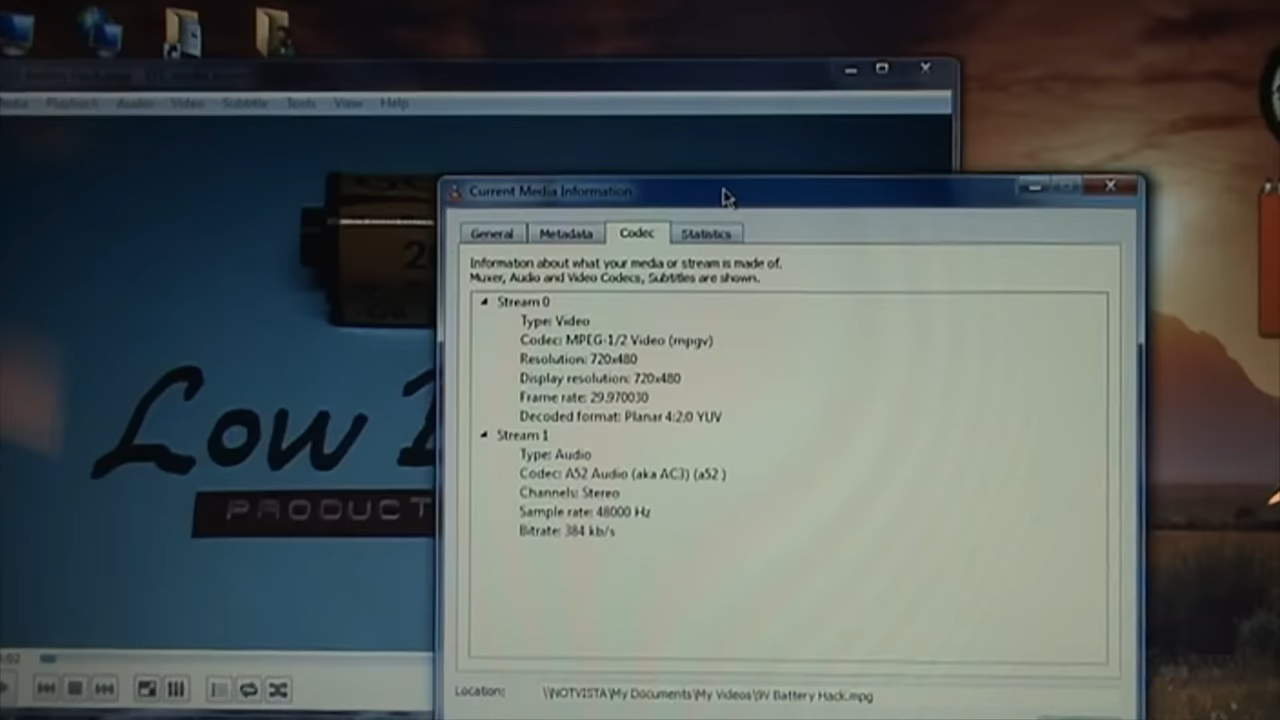 Media Playback Audio Video Subtitle Tools View Help
Current Media Information
General Metadata Codec Statistics
Information about what your media or stream is made of.
Muxer, Audio and Video Codecs, Subtitles are shown.
Stream 0
Type: Video
Codec: MPEG-1/2 Video (mpgv)
Resolution: 720x480
Display resolution: 720x480
Frame rate: 29.970030
Decoded format: Planar 4:2:0 YUV
Stream 1
Type: Audio
Codec: A52 Audio (aka AC3) (a52 )
Channels: Stereo
Sample rate: 48000 Hz
Bitrate: 384 kb/s
Low
PRODUCT
Location: \\NOTVISTA\My Documents\My Videos\9V Battery Hack.mpg